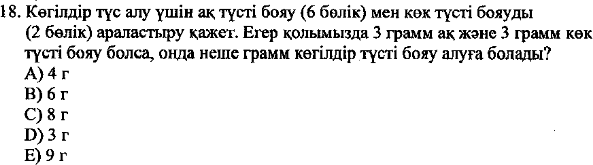 18. Көгілдір түс алу үшін ақ түсті бояу (6 бөлік) мен көк түсті бояуды
(2 бөлік) араластыру қажет. Егер қолымызда 3 грамм ақ және 3 грамм көк
түсті бояу болса, онда неше грамм көгілдір түсті бояу алуға болады?
A) 4 г
B) 6 г
C) 8 г
D) 3 г
E) 9 г